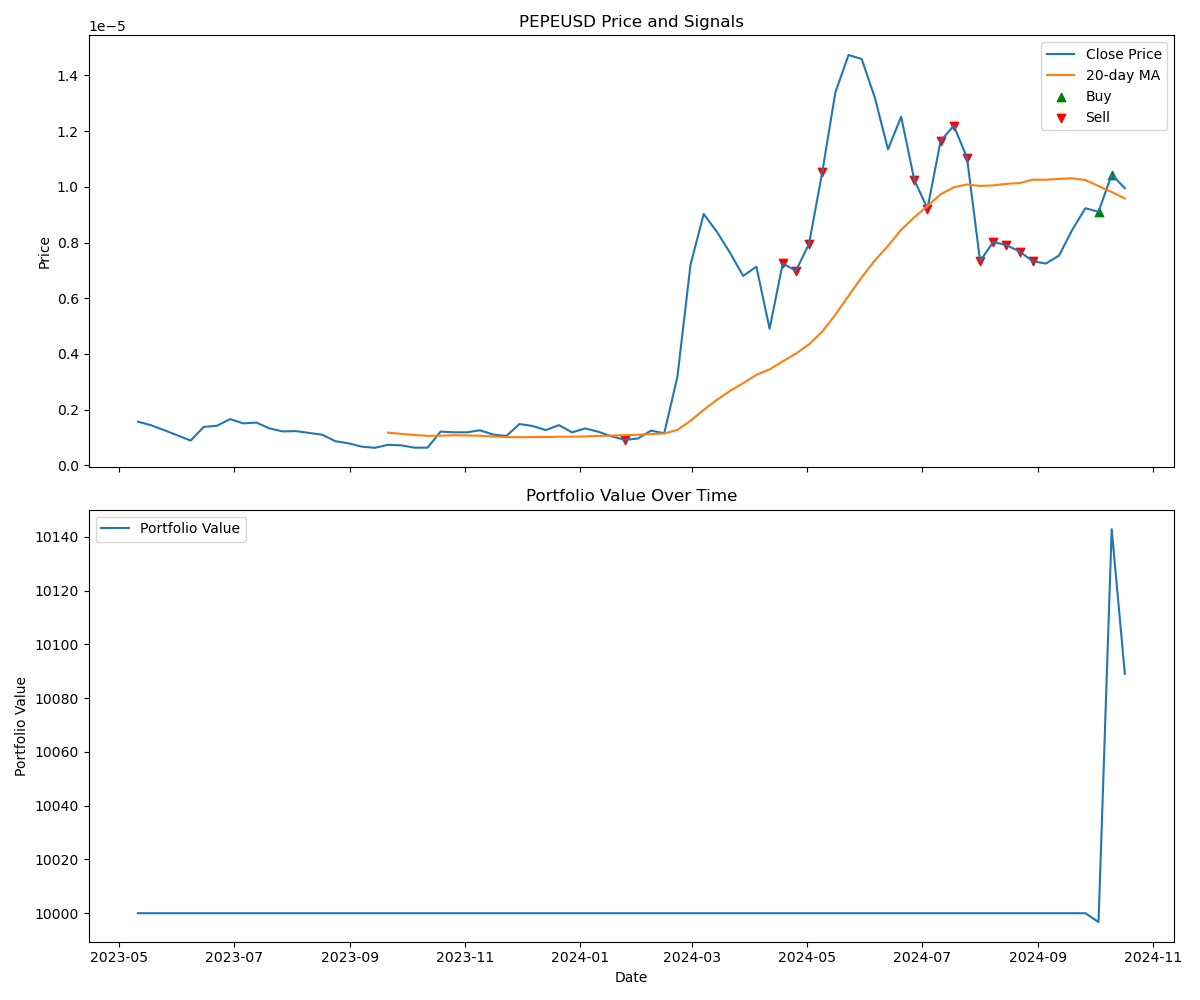 PEPEUSD Price and Signals
1e−5
Close Price
20-day MA
Buy
Sell
1.4
1.2
1.0
0.8
0.6
0.4
0.2
0.0
Price
Portfolio Value Over Time
Portfolio Value
10140
10120
10100
10080
10060
10040
10020
10000
Portfolio Value
2023-05 2023-07 2023-09 2023-11 2024-01 2024-03 2024-05 2024-07 2024-09 2024-11
Date